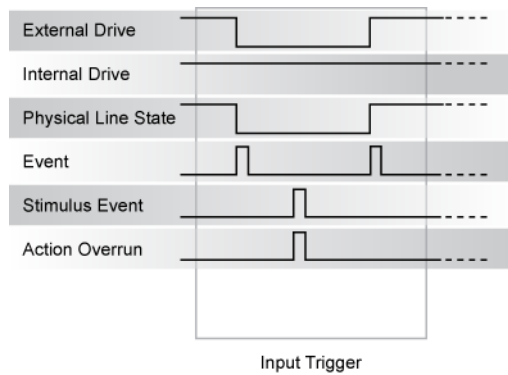 External Drive
Internal Drive
Physical Line State
Event
Stimulus Event
Action Overrun
Input Trigger